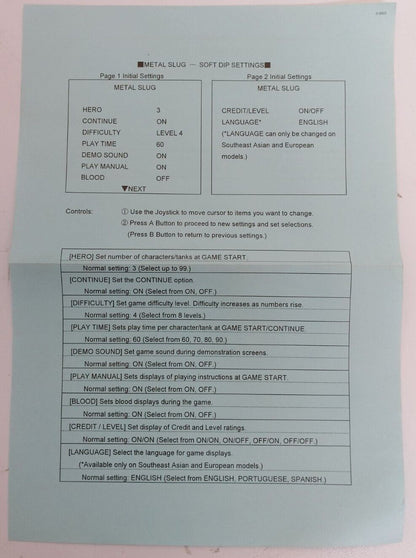 ■METAL SLUG — SOFT DIP SETTINGS■
Page 1 Initial Settings
METAL SLUG
HERO 3
CONTINUE ON
DIFFICULTY LEVEL 4
PLAY TIME 60
DEMO SOUND ON
PLAY MANUAL ON
BLOOD OFF
▼NEXT
Page 2 Initial Settings
METAL SLUG
CREDIT/LEVEL ON/OFF
LANGUAGE* ENGLISH
(*LANGUAGE can only be changed on
Southeast Asian and European
models.)
Controls: ① Use the Joystick to move cursor to items you want to change.
② Press A Button to proceed to new settings and set selections.
(Press B Button to return to previous settings.)
[HERO] Set number of characters/tanks at GAME START.
Normal setting: 3 (Select up to 99.)
[CONTINUE] Set the CONTINUE option.
Normal setting: ON (Select from ON, OFF.)
[DIFFICULTY] Set game difficulty level. Difficulty increases as numbers rise.
Normal setting: 4 (Select from 8 levels.)
[PLAY TIME] Sets play time per character/tank at GAME START/CONTINUE.
Normal setting: 60 (Select from 60, 70, 80, 90.)
[DEMO SOUND] Set game sound during demonstration screens.
Normal setting: ON (Select from ON, OFF.)
[PLAY MANUAL] Sets displays of playing instructions at GAME START.
Normal setting: ON (Select from ON, OFF.)
[BLOOD] Sets blood displays during the game.
Normal setting: ON (Select from ON, OFF.)
[CREDIT / LEVEL] Set display of Credit and Level ratings.
Normal setting: ON/ON (Select from ON/ON, ON/OFF, OFF/ON, OFF/OFF.)
[LANGUAGE] Select the language for game displays.
(*Available only on Southeast Asian and European models.)
Normal setting: ENGLISH (Select from ENGLISH, PORTUGUESE, SPANISH.)